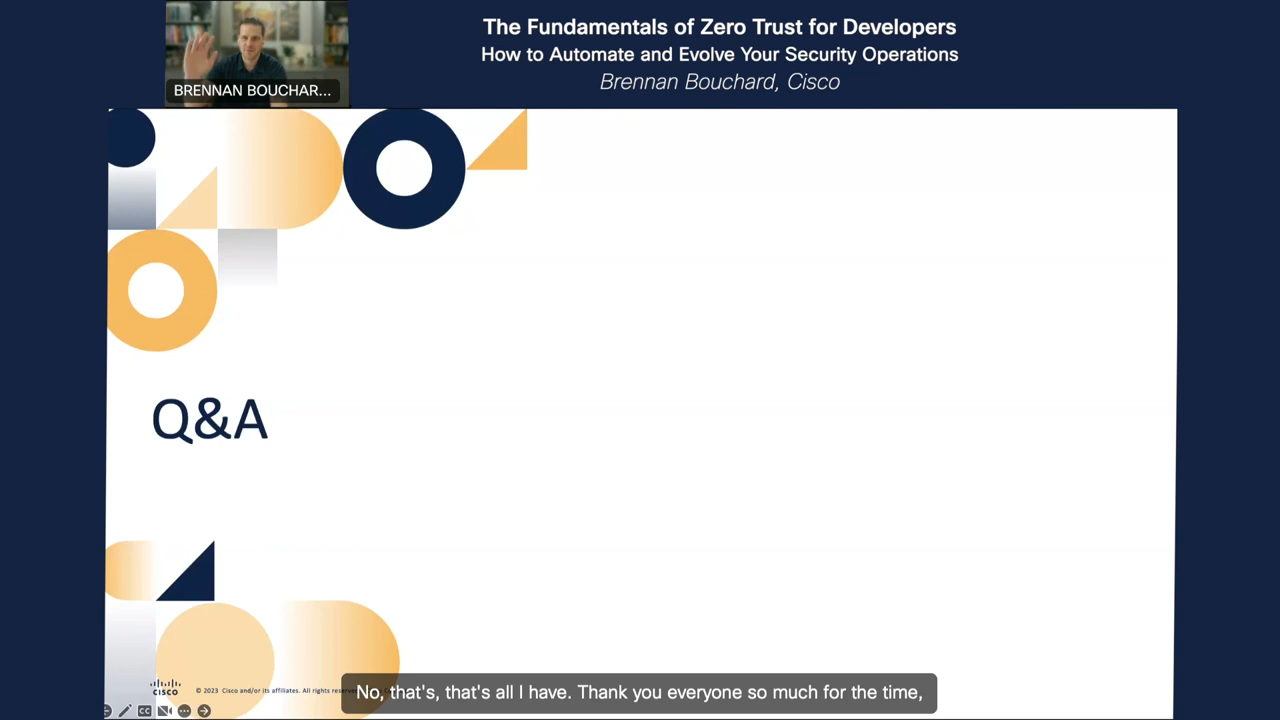 The Fundamentals of Zero Trust for Developers
How to Automate and Evolve Your Security Operations
Brennan Bouchard, Cisco
BRENNAN BOUCHAR...
Q&A
CISCO
© 2023 Cisco and/or its affiliates. All rights
No, that's, that's all I have. Thank you everyone so much for the time,
CC